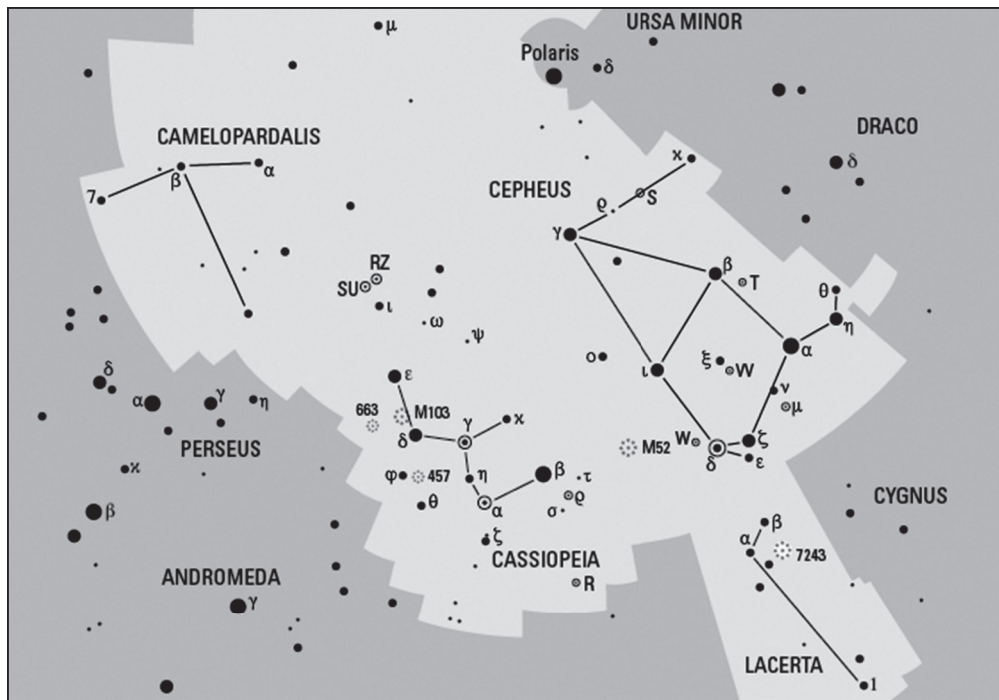 μ
URSA MINOR
Polaris
δ
CAMELOPARDALIS
DRACO
α
β
7
κ
δ
CEPHEUS
S
ϱ
γ
β
RZ
T
SU
θ
ι
ω
η
ψ
ο
ξ
VV
α
ι
ε
ν
μ
δ
α
γ
η
663
M103
γ
κ
PERSEUS
δ
W
ζ
M52
δ
ε
κ
φ
457
η
β
τ
θ
α
ϱ
σ
CYGNUS
β
ζ
β
α
7243
CASSIOPEIA
ANDROMEDA
R
γ
LACERTA
1